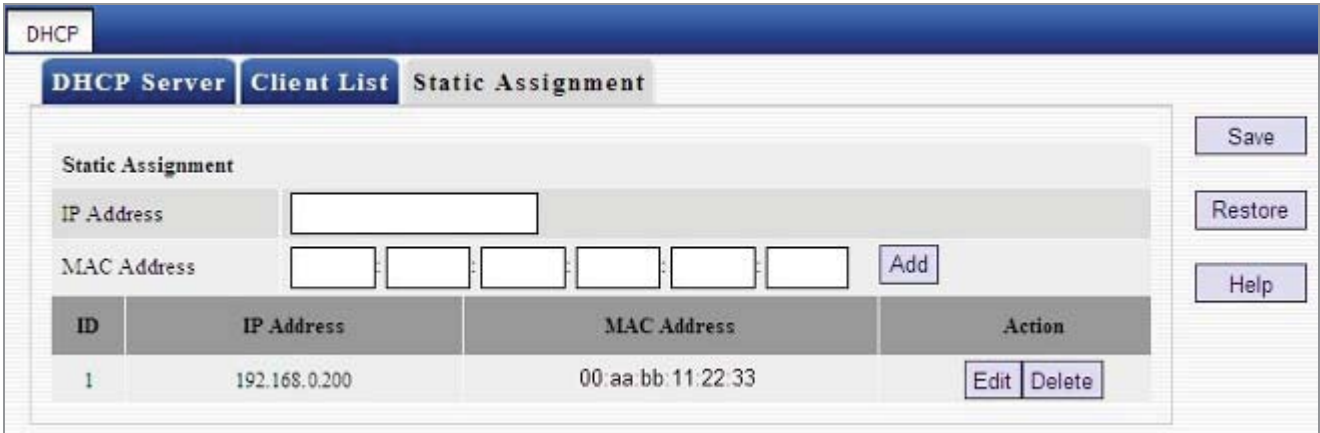 DHCP
DHCP Server Client List Static Assignment
Save
Static Assignment
IP Address
Restore
MAC Address : : : : : Add
Help
ID IP Address MAC Address Action
1 192.168.0.200 00:aa:bb:11:22:33 Edit Delete